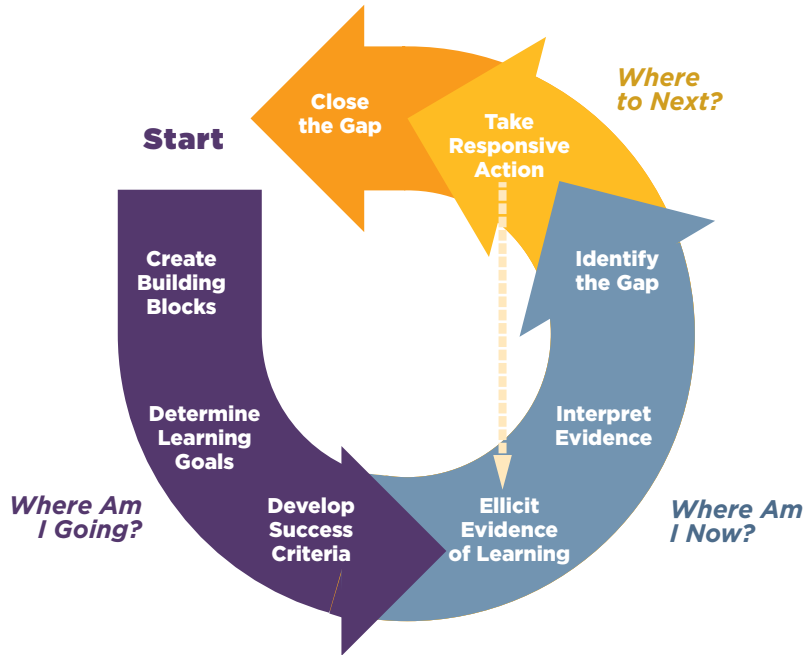 Start
Create
Building
Blocks
Determine
Learning
Goals
Where Am
I Going?
Develop
Success
Criteria
Ellicit
Evidence
of Learning
Where Am
I Now?
Interpret
Evidence
Identify
the Gap
Where
to Next?
Take
Responsive
Action
Close
the Gap